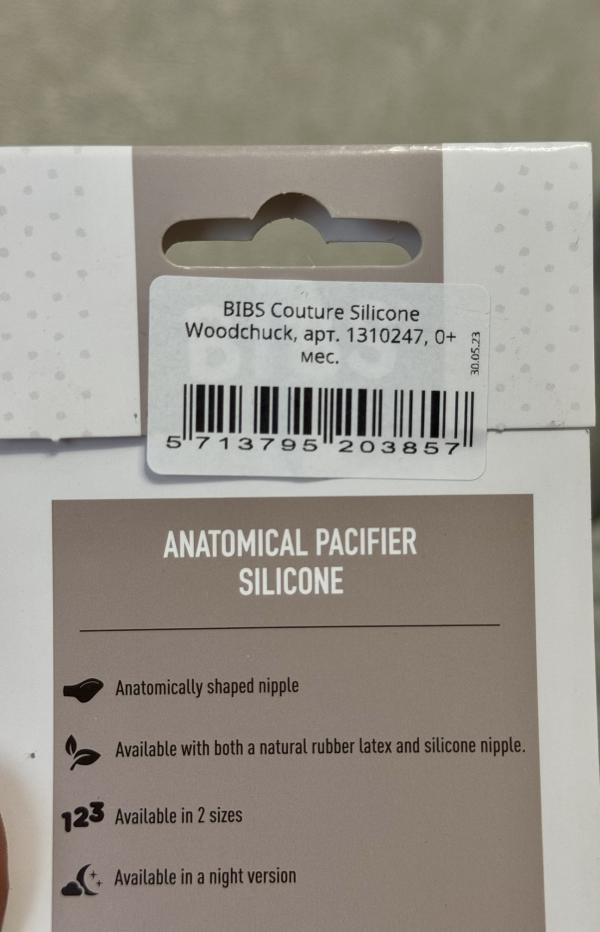 BIBS Couture Silicone
Woodchuck, арт. 1310247, 0+
мес.
30.05.23
5 713795 203857
ANATOMICAL PACIFIER
SILICONE
Anatomically shaped nipple
Available with both a natural rubber latex and silicone nipple.
123 Available in 2 sizes
Available in a night version